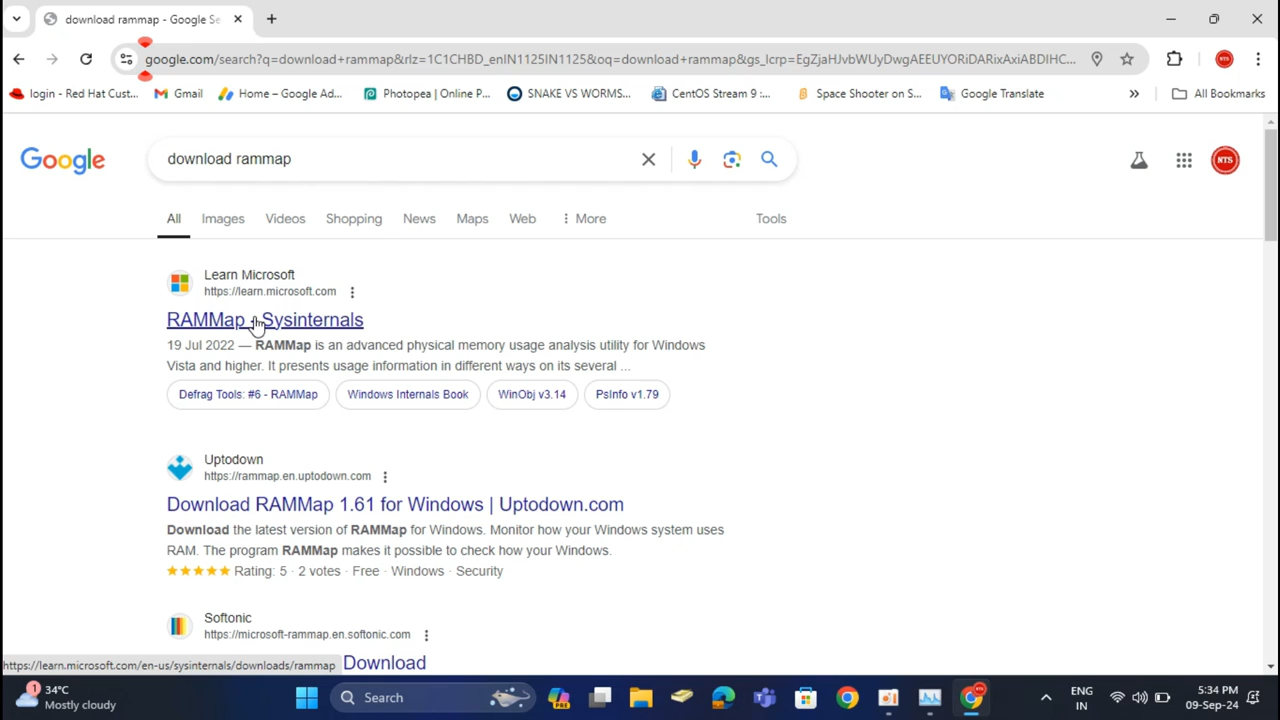 download rammap - Google Se
google.com/search?q=download+rammap&rlz=1C1CHBD_enIN1125IN1125&oq=download+rammap&gs_lcrp=EgZjaHJvbWUyDwgAEEUYORiDARixAxiABDIHC...
login - Red Hat Cust... Gmail Home – Google Ad... Photopea | Online P... SNAKE VS WORMS... CentOS Stream 9 :... Space Shooter on S... Google Translate » All Bookmarks
Google download rammap NTS
All Images Videos Shopping News Maps Web More Tools
Learn Microsoft
https://learn.microsoft.com
RAMMap - Sysinternals
19 Jul 2022 — RAMMap is an advanced physical memory usage analysis utility for Windows
Vista and higher. It presents usage information in different ways on its several ...
Defrag Tools: #6 - RAMMap Windows Internals Book WinObj v3.14 PsInfo v1.79
Uptodown
https://rammap.en.uptodown.com
Download RAMMap 1.61 for Windows | Uptodown.com
Download the latest version of RAMMap for Windows. Monitor how your Windows system uses
RAM. The program RAMMap makes it possible to check how your Windows.
Rating: 5 · 2 votes · Free · Windows · Security
Softonic
https://microsoft-rammap.en.softonic.com
Download
https://learn.microsoft.com/en-us/sysinternals/downloads/rammap
1 34°C
Mostly cloudy
Search
PRE
NTS
ENG
IN
5:34 PM
09-Sep-24